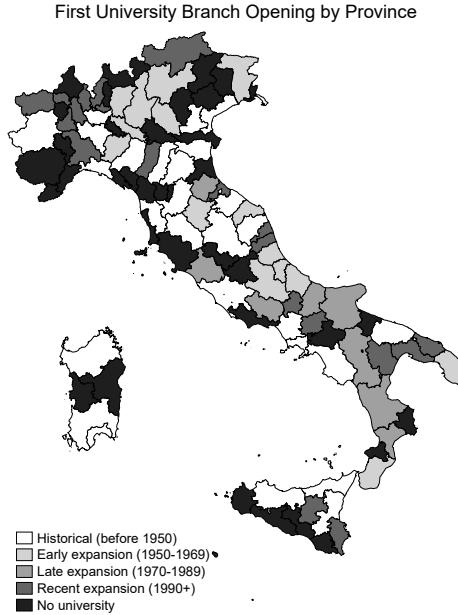 First University Branch Opening by Province
Historical (before 1950)
Early expansion (1950-1969)
Late expansion (1970-1989)
Recent expansion (1990+)
No university